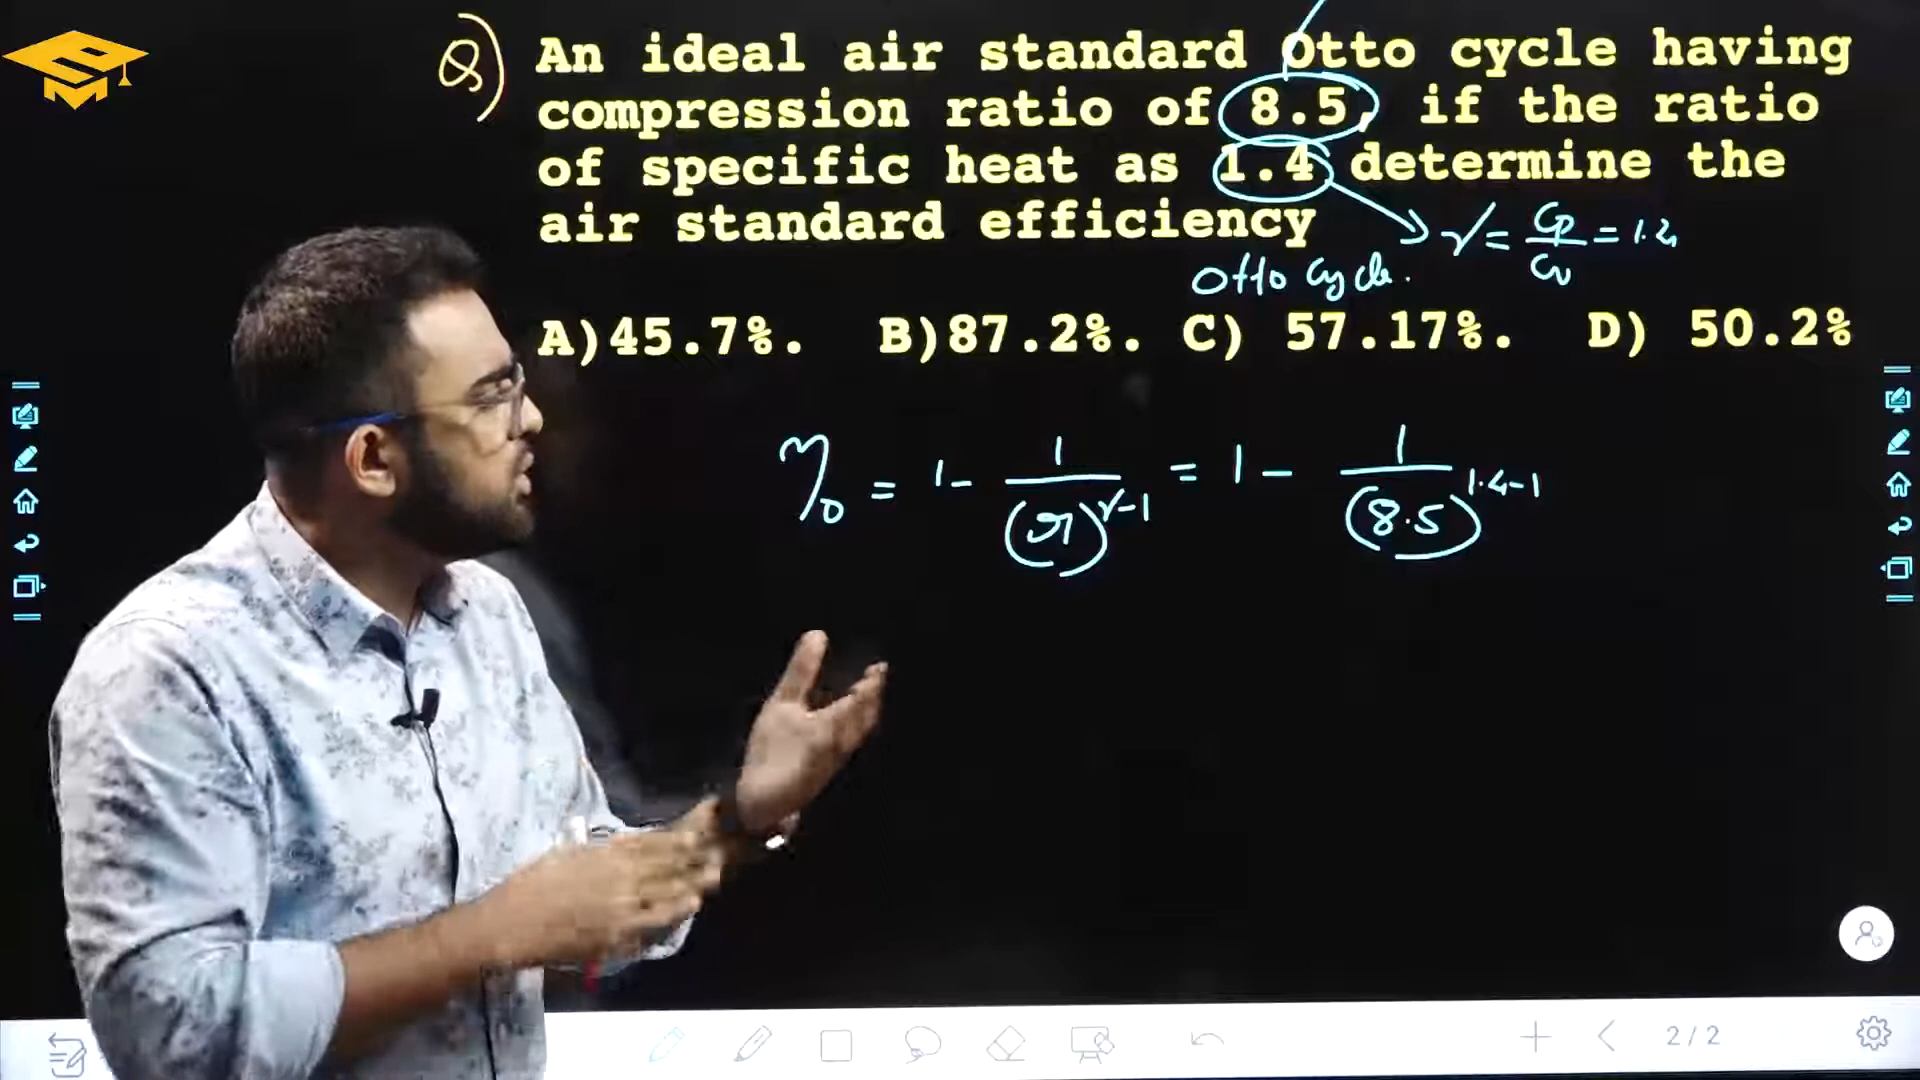 Q)
An ideal air standard Otto cycle having
compression ratio of 8.5, if the ratio
of specific heat as 1.4 determine the
air standard efficiency
γ = Cp/Cv = 1.4
Otto Cycle.
A)45.7%. B)87.2%. C) 57.17%. D) 50.2%
η₀ = 1 - 1/(r)^γ-1 = 1 - 1/(8.5)^1.4-1
2/2